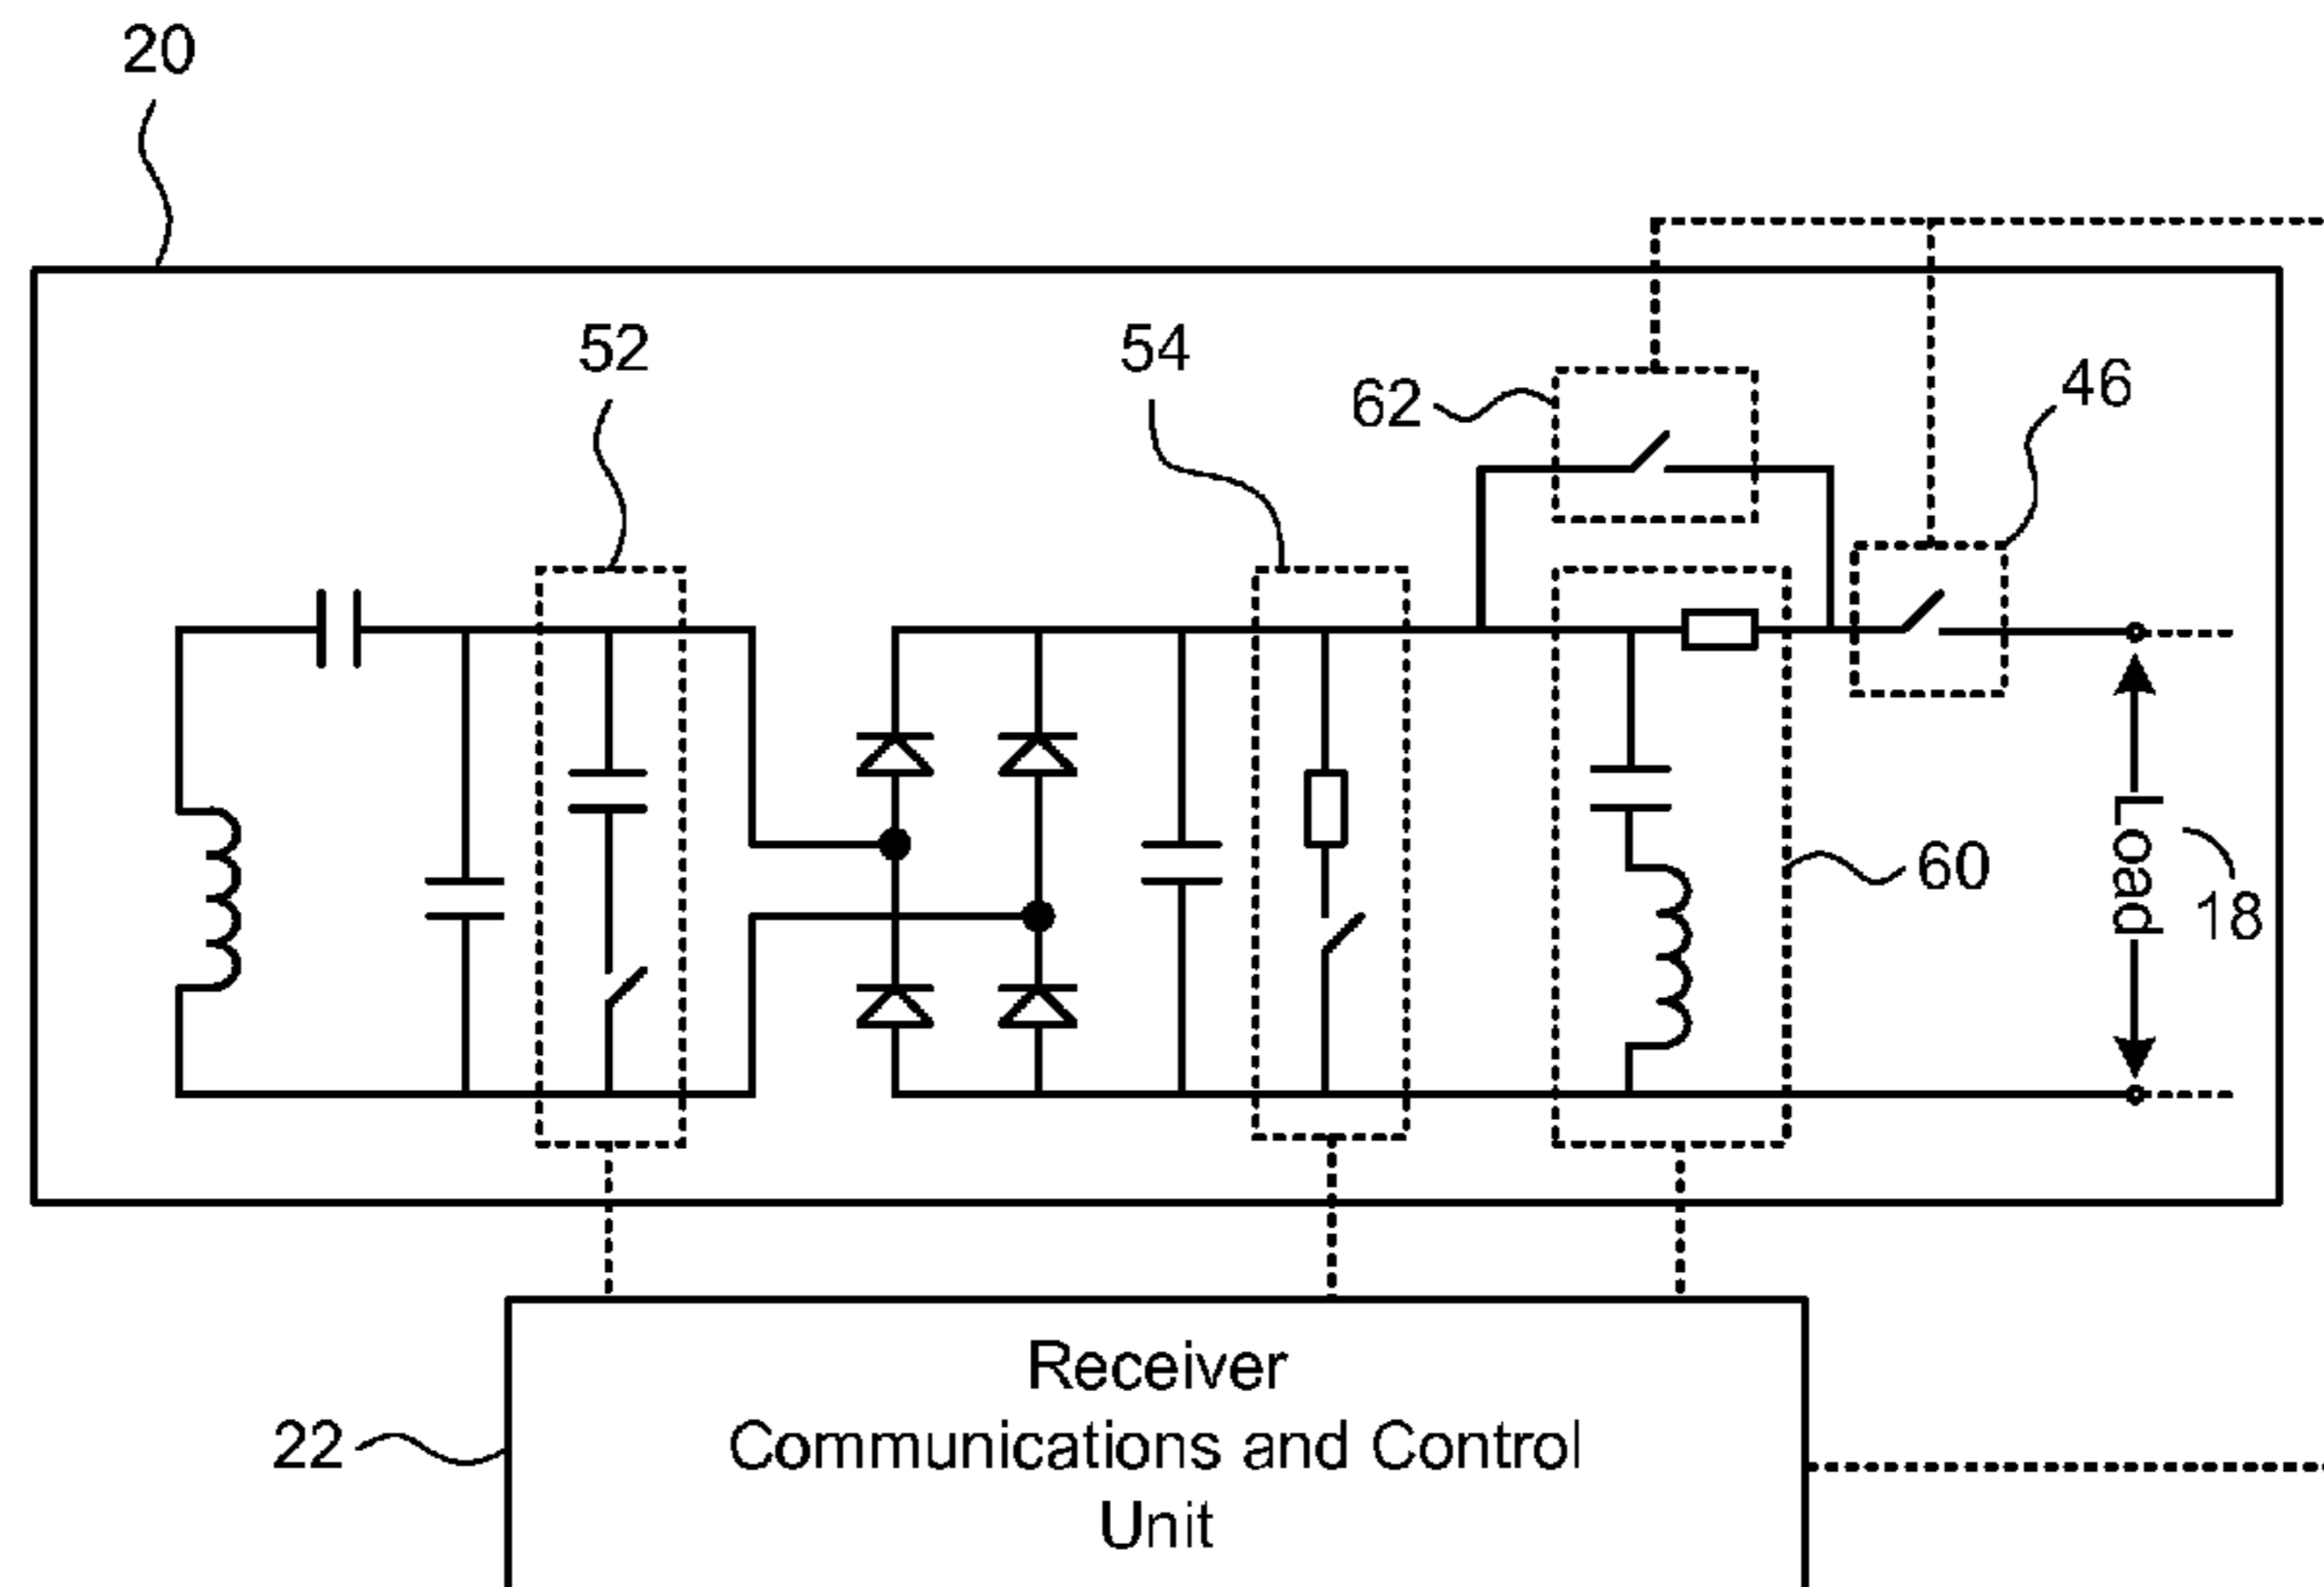 20
52
54
62
46
60
Load
18
22
Receiver
Communications and Control
Unit